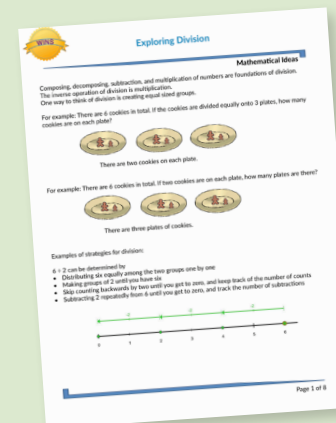 WINS
Exploring Division
Mathematical Ideas
Composing, decomposing, subtraction, and multiplication of numbers are foundations of division.
The inverse operation of division is multiplication.
One way to think of division is creating equal sized groups.
For example: There are 6 cookies in total. If the cookies are divided equally onto 3 plates, how many
cookies are on each plate?
There are two cookies on each plate.
For example: There are 6 cookies in total. If two cookies are on each plate, how many plates are there?
There are three plates of cookies.
Examples of strategies for division:
6 ÷ 2 can be determined by
• Distributing six equally among the two groups one by one
• Making groups of 2 until you have six
• Skip counting backwards by two until you get to zero, and keep track of the number of counts
• Subtracting 2 repeatedly from 6 until you get to zero, and track the number of subtractions
-2 -2 -2
0 1 2 3 4 5 6
Page 1 of 8